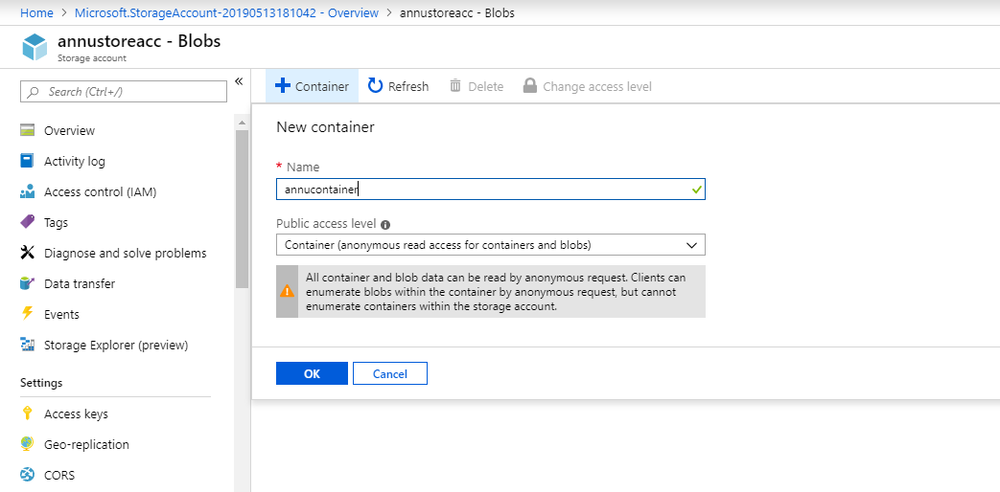 Home > Microsoft.StorageAccount-20190513181042 - Overview > annustoreacc - Blobs
annustoreacc - Blobs
Storage account
Search (Ctrl+/)
«
Overview
Activity log
Access control (IAM)
Tags
Diagnose and solve problems
Data transfer
Events
Storage Explorer (preview)
Settings
Access keys
Geo-replication
CORS
+ Container Refresh Delete Change access level
New container
* Name
annucontainer
Public access level
Container (anonymous read access for containers and blobs)
All container and blob data can be read by anonymous request. Clients can
enumerate blobs within the container by anonymous request, but cannot
enumerate containers within the storage account.
OK Cancel